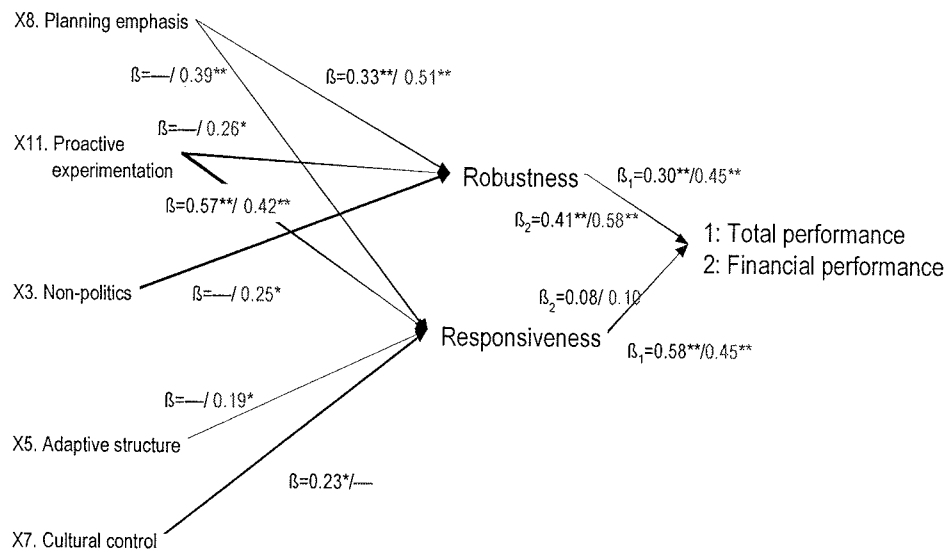 X8. Planning emphasis
ß=—/ 0.39**
ß=0.33**/ 0.51**
ß=—/ 0.26*
X11. Proactive
experimentation
Robustness
ß₁=0.30**/0.45**
ß=0.57**/ 0.42**
ß₂=0.41**/0.58**
1: Total performance
2: Financial performance
X3. Non-politics
ß=—/ 0.25*
ß₂=0.08/ 0.10
Responsiveness
ß₁=0.58**/0.45**
ß=—/ 0.19*
X5. Adaptive structure
ß=0.23*/—
X7. Cultural control